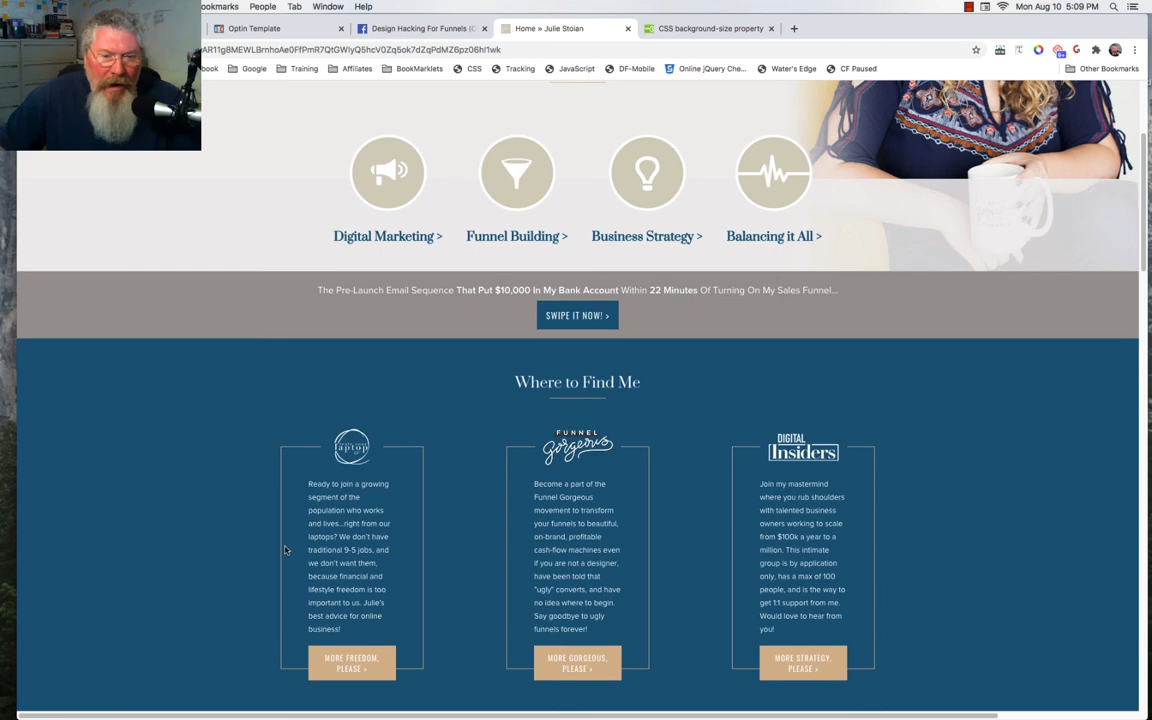 ookmarks People Tab Window Help
Mon Aug 10 5:09 PM
Optin Template
Design Hacking For Funnels (C
Home » Julie Stoian
CSS background-size property
AR11g8MEWLBrnhoAe0FfPmR7QtGWlyQ5hcV0Zq5ok7dZqPdMZ6pz06hI1wk
book Google Training Affiliates BookMarklets CSS Tracking JavaScript DF-Mobile Online jQuery Che... Water's Edge CF Paused Other Bookmarks
Digital Marketing > Funnel Building > Business Strategy > Balancing it All >
The Pre-Launch Email Sequence That Put $10,000 In My Bank Account Within 22 Minutes Of Turning On My Sales Funnel...
SWIPE IT NOW! >
Where to Find Me
laptop
Ready to join a growing
segment of the
population who works
and lives...right from our
laptops? We don't have
traditional 9-5 jobs, and
we don't want them,
because financial and
lifestyle freedom is too
important to us. Julie's
best advice for online
business!
MORE FREEDOM,
PLEASE >
FUNNEL
gorgeous
Become a part of the
Funnel Gorgeous
movement to transform
your funnels to beautiful,
on-brand, profitable
cash-flow machines even
if you are not a designer,
have been told that
"ugly" converts, and have
no idea where to begin.
Say goodbye to ugly
funnels forever!
MORE GORGEOUS,
PLEASE >
DIGITAL
Insiders
Join my mastermind
where you rub shoulders
with talented business
owners working to scale
from $100k a year to a
million. This intimate
group is by application
only, has a max of 100
people, and is the way to
get 1:1 support from me.
Would love to hear from
you!
MORE STRATEGY,
PLEASE >